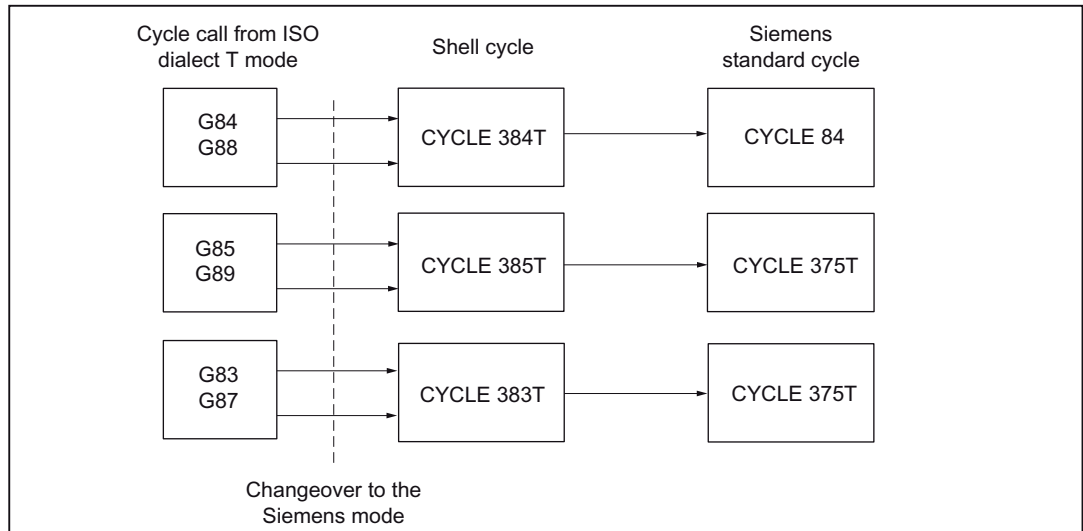 Cycle call from ISO
dialect T mode
Shell cycle
Siemens
standard cycle
G84
G88
CYCLE 384T
CYCLE 84
G85
G89
CYCLE 385T
CYCLE 375T
G83
G87
CYCLE 383T
CYCLE 375T
Changeover to the
Siemens mode